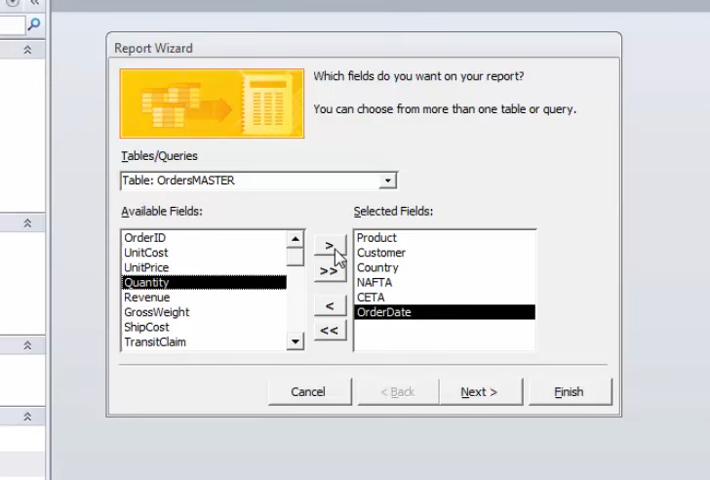 Report Wizard
Which fields do you want on your report?
You can choose from more than one table or query.
Tables/Queries
Table: OrdersMASTER
Available Fields:
Selected Fields:
OrderID
UnitCost
UnitPrice
Quantity
Revenue
GrossWeight
ShipCost
TransitClaim
>
>>
<
<<
Product
Customer
Country
NAFTA
CETA
OrderDate
Cancel
< Back
Next >
Finish